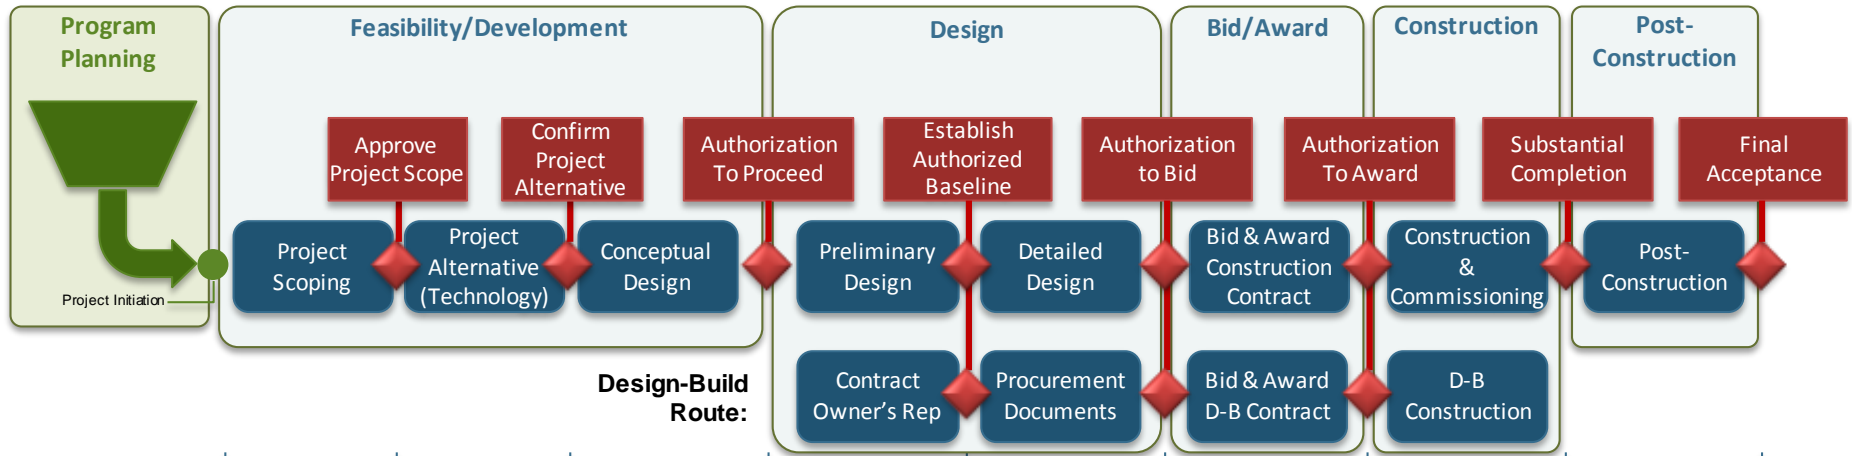 Program
Planning
Feasibility/Development
Design
Bid/Award
Construction
Post-
Construction
Approve
Project Scope
Confirm
Project
Alternative
Authorization
To Proceed
Establish
Authorized
Baseline
Authorization
to Bid
Authorization
To Award
Substantial
Completion
Final
Acceptance
Project Initiation
Project
Scoping
Project
Alternative
(Technology)
Conceptual
Design
Preliminary
Design
Detailed
Design
Bid & Award
Construction
Contract
Construction
&
Commissioning
Post-
Construction
Design-Build
Route:
Contract
Owner's Rep
Procurement
Documents
Bid & Award
D-B Contract
D-B
Construction